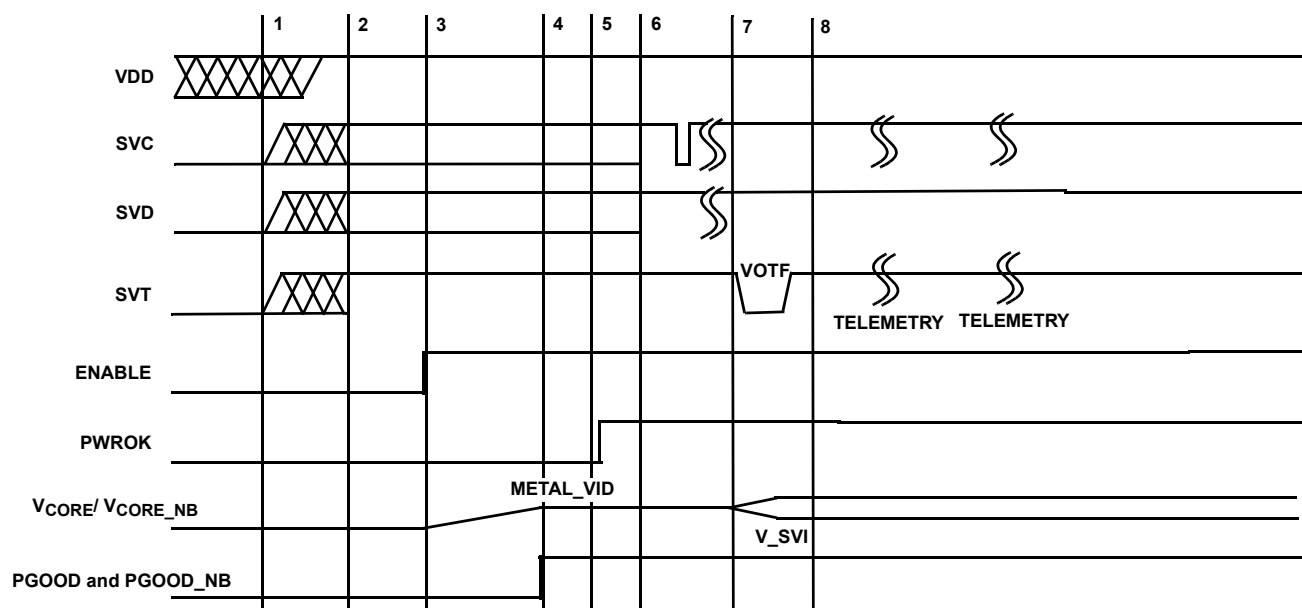 1 2 3 4 5 6 7 8
VDD
SVC
SVD
VOTF
SVT
TELEMETRY TELEMETRY
ENABLE
PWROK
METAL_VID
VCORE/ VCORE_NB
V_SVI
PGOOD and PGOOD_NB